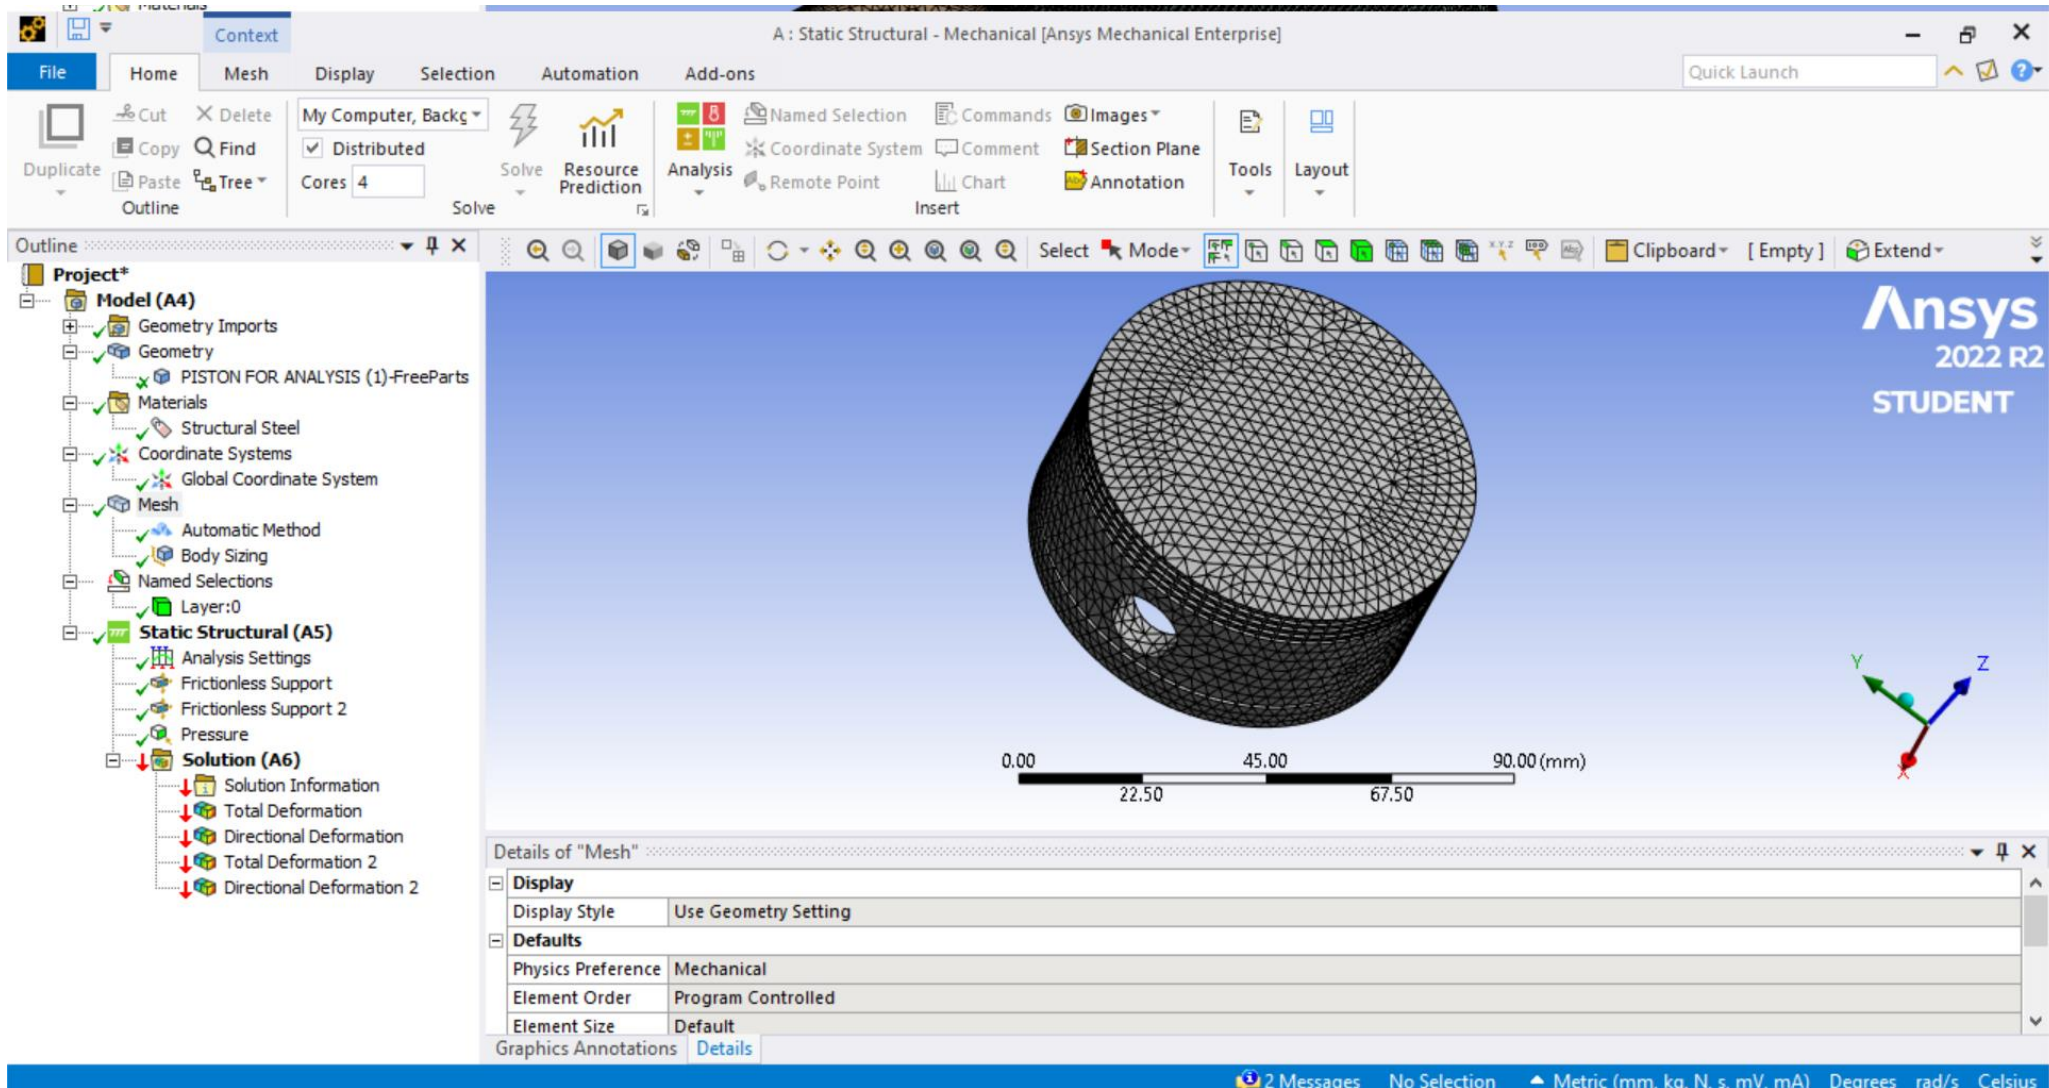 Materials
Context
A : Static Structural - Mechanical [Ansys Mechanical Enterprise]
File Home Mesh Display Selection Automation Add-ons
Quick Launch
Duplicate
Cut
Copy
Paste
Delete
Find
Tree
Outline
My Computer, Backg
Distributed
Cores 4
Solve
Resource
Prediction
Solve
Analysis
Named Selection
Coordinate System
Remote Point
Commands
Comment
Chart
Images
Section Plane
Annotation
Insert
Tools
Layout
Outline
Select Mode Clipboard [ Empty ] Extend
Project*
Model (A4)
Geometry Imports
Geometry
PISTON FOR ANALYSIS (1)-FreeParts
Materials
Structural Steel
Coordinate Systems
Global Coordinate System
Mesh
Automatic Method
Body Sizing
Named Selections
Layer:0
Static Structural (A5)
Analysis Settings
Frictionless Support
Frictionless Support 2
Pressure
Solution (A6)
Solution Information
Total Deformation
Directional Deformation
Total Deformation 2
Directional Deformation 2
Ansys
2022 R2
STUDENT
Y
Z
X
0.00 45.00 90.00 (mm)
22.50 67.50
Details of "Mesh"
Display
Display Style Use Geometry Setting
Defaults
Physics Preference Mechanical
Element Order Program Controlled
Element Size Default
Graphics Annotations Details
2 Messages No Selection Metric (mm, kg, N, s, mV, mA) Degrees rad/s Celsius